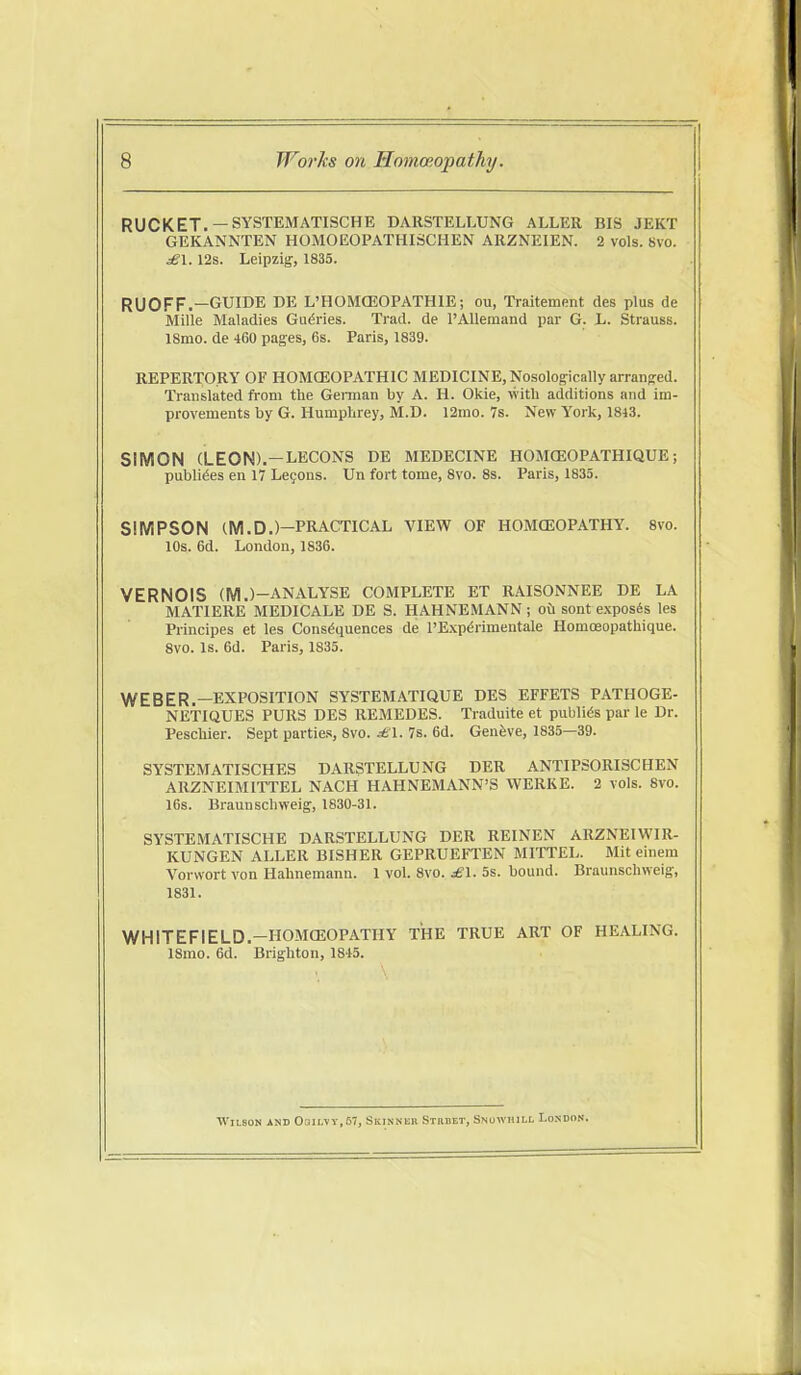 8 Works on Homœopathy.
RUCKET.—SYSTEMATISCHE DARSTELLUNG ALLER BIS JEKT
GEKANNTEN HOMOEOPATHISCHEN ARZNEIEN. 2 vols. 8vo.
£1. 12s. Leipzig, 1835.
RUOFF.—GUIDE DE L'HOMŒOPATHIE; ou, Traitement des plus de
Mille Maladies Guéries. Trad. de l'Allemand par G. L. Strauss.
18mo. de 460 pages, 6s. Paris, 1839.
REPERTORY OF HOMŒOPATHIC MEDICINE, Nosologically arranged.
Translated from the German by A. H. Okie, with additions and im-
provements by G. Humphrey, M.D. 12mo. 7s. New York, 1843.
SIMON (LEON).—LECONS DE MEDECINE HOMŒOPATHIQUE;
publiées en 17 Leçons. Un fort tome, 8vo. 8s. Paris, 1835.
SIMPSON (M.D.)—PRACTICAL VIEW OF HOMŒOPATHY. 8vo.
10s. 6d. London, 1836.
VERNOIS (M.)—ANALYSE COMPLETE ET RAISONNEE DE LA
MATIERE MEDICALE DE S. HAHNEMANN; où sont exposés les
Principes et les Conséquences de l'Expérimentale Homœopathique.
8vo. 1s. 6d. Paris, 1835.
WEBER.—EXPOSITION SYSTEMATIQUE DES EFFETS PATHOGE-
NETIQUES PURS DES REMEDES. Traduite et publiés par le Dr.
Peschier. Sept parties, 8vo. £1. 7s. 6d. Genève, 1835—39.
SYSTEMATISCHES DARSTELLUNG DER ANTIPSORISCHEN
ARZNEIMITTEL NACH HAHNEMANN'S WERKE. 2 vols. 8vo.
16s. Braunschweig, 1830-31.
SYSTEMATISCHE DARSTELLUNG DER REINEN ARZNEIWIR-
KUNGEN ALLER BISHER GEPRUEFTEN MITTEL. Mit einem
Vorwort von Hahnemann. 1 vol. 8vo. £1. 5s. bound. Braunschweig,
1831.
WHITEFIELD.—HOMŒOPATHY THE TRUE ART OF HEALING.
18mo. 6d. Brighton, 1845.
WILSON AND OGILVY, 57, SKINNER STREET, SNOWHILL LONDON.